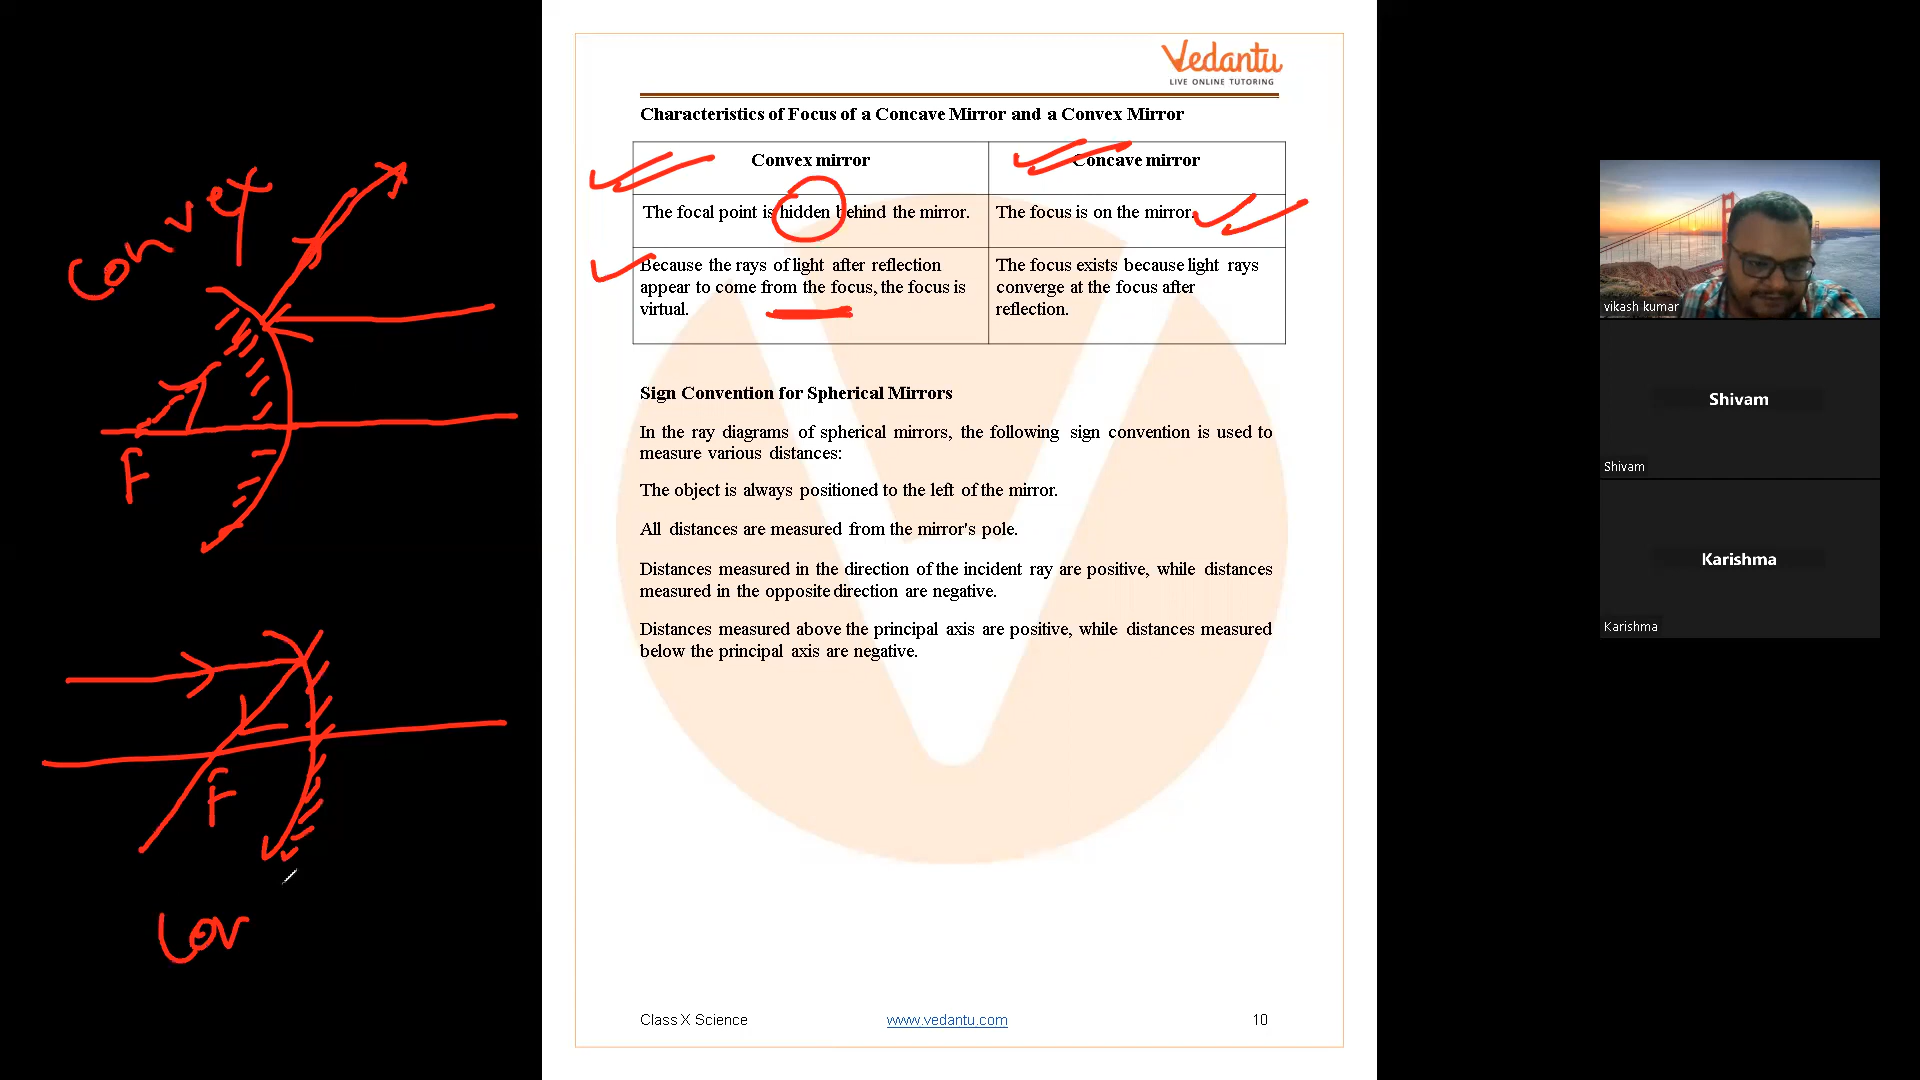 Vedantu
LIVE ONLINE TUTORING
Characteristics of Focus of a Concave Mirror and a Convex Mirror
Convex mirror
Concave mirror
The focal point is hidden behind the mirror.
The focus is on the mirror.
Because the rays of light after reflection
appear to come from the focus, the focus is
virtual.
The focus exists because light rays
converge at the focus after
reflection.
Sign Convention for Spherical Mirrors
In the ray diagrams of spherical mirrors, the following sign convention is used to
measure various distances:
The object is always positioned to the left of the mirror.
All distances are measured from the mirror's pole.
Distances measured in the direction of the incident ray are positive, while distances
measured in the opposite direction are negative.
Distances measured above the principal axis are positive, while distances measured
below the principal axis are negative.
Class X Science
www.vedantu.com
10
Convex
F
F
Con
vikash kumar
Shivam
Shivam
Karishma
Karishma